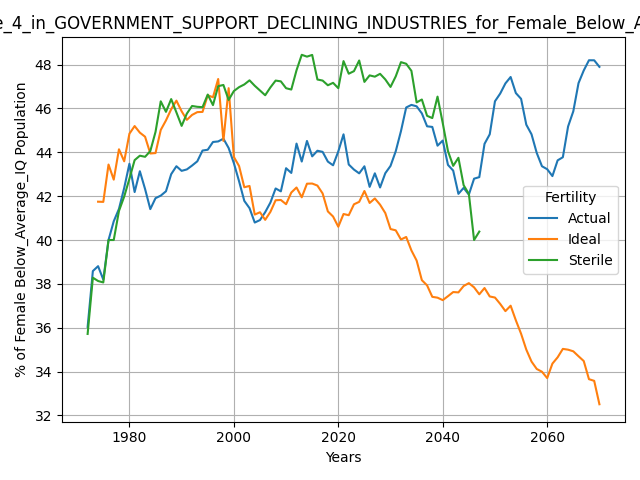 e_4_in_GOVERNMENT_SUPPORT_DECLINING_INDUSTRIES_for_Female_Below_A
% of Female Below_Average_IQ Population
48
46
44
42
40
38
36
34
32
Fertility
Actual
Ideal
Sterile
1980 2000 2020 2040 2060
Years